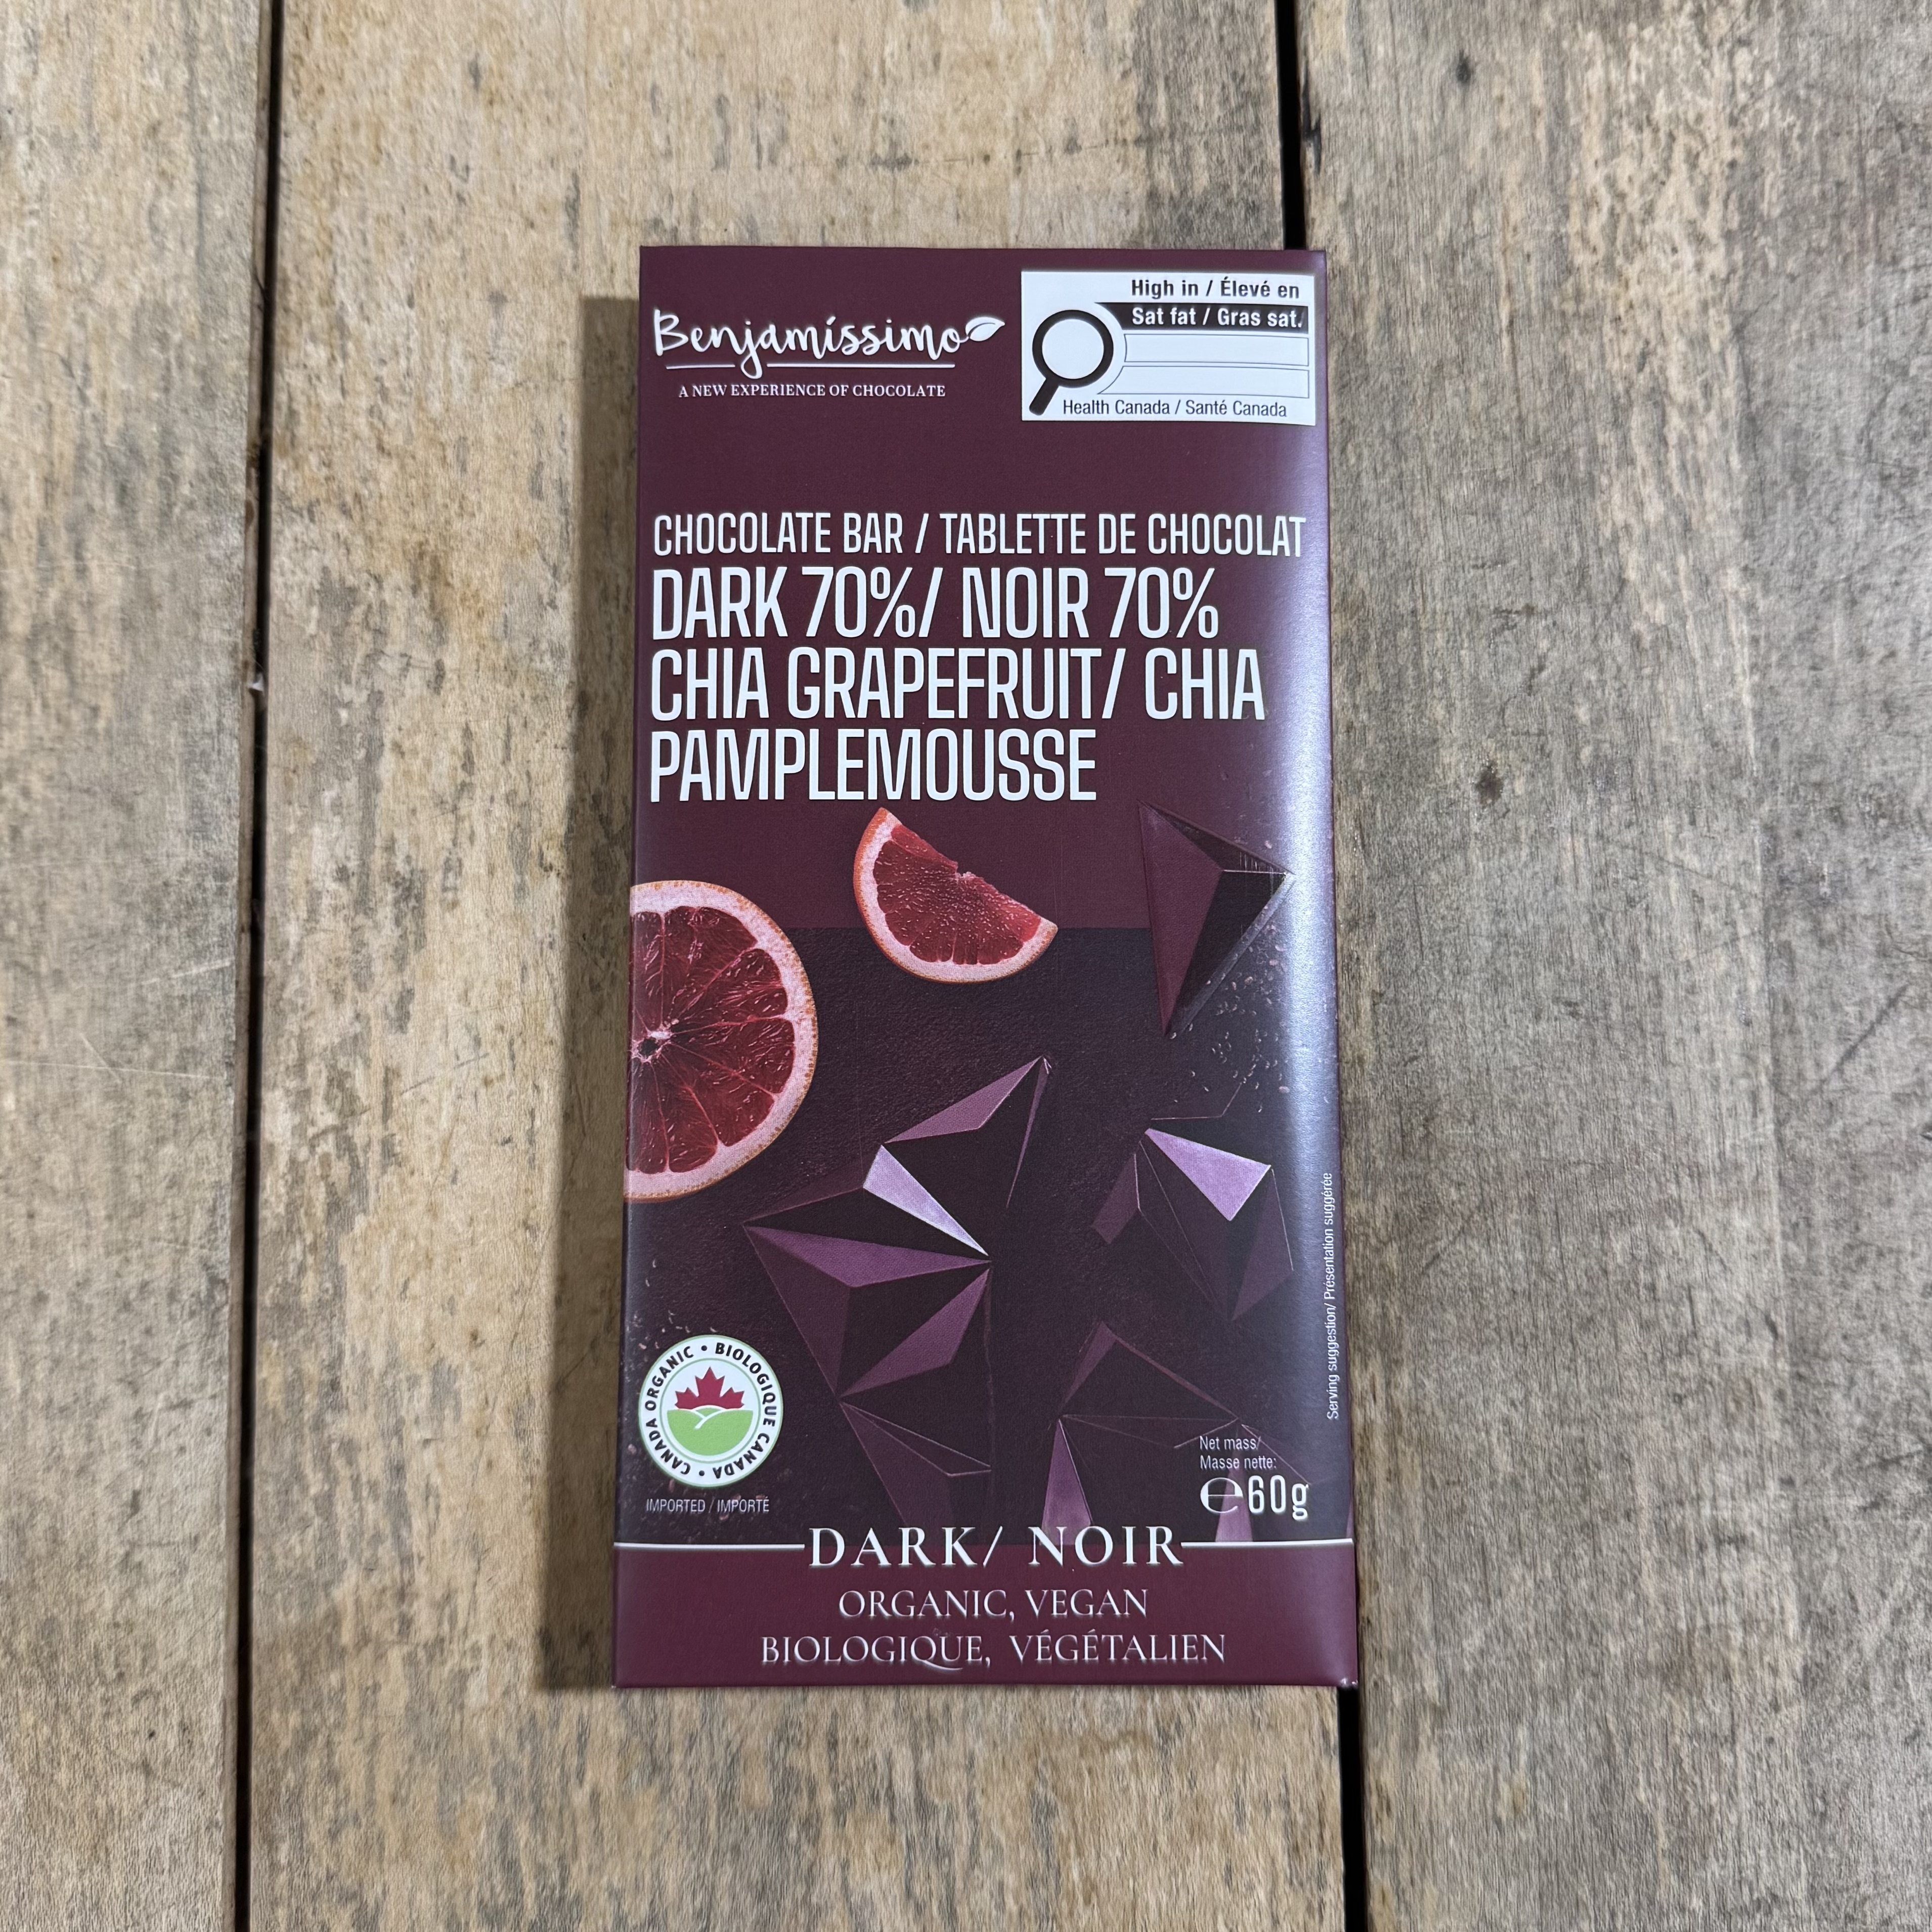 Benjamíssimo
A NEW EXPERIENCE OF CHOCOLATE
High in / Élevé en
Sat fat / Gras sat.
Health Canada / Santé Canada
CHOCOLATE BAR / TABLETTE DE CHOCOLAT
DARK 70%/ NOIR 70%
CHIA GRAPEFRUIT/ CHIA
PAMPLEMOUSSE
Serving suggestion/ Présentation suggérée
CANADA ORGANIC • BIOLOGIQUE CANADA •
IMPORTED / IMPORTÉ
Net mass/
Masse nette:
℮60g
DARK/ NOIR
ORGANIC, VEGAN
BIOLOGIQUE, VÉGÉTALIEN